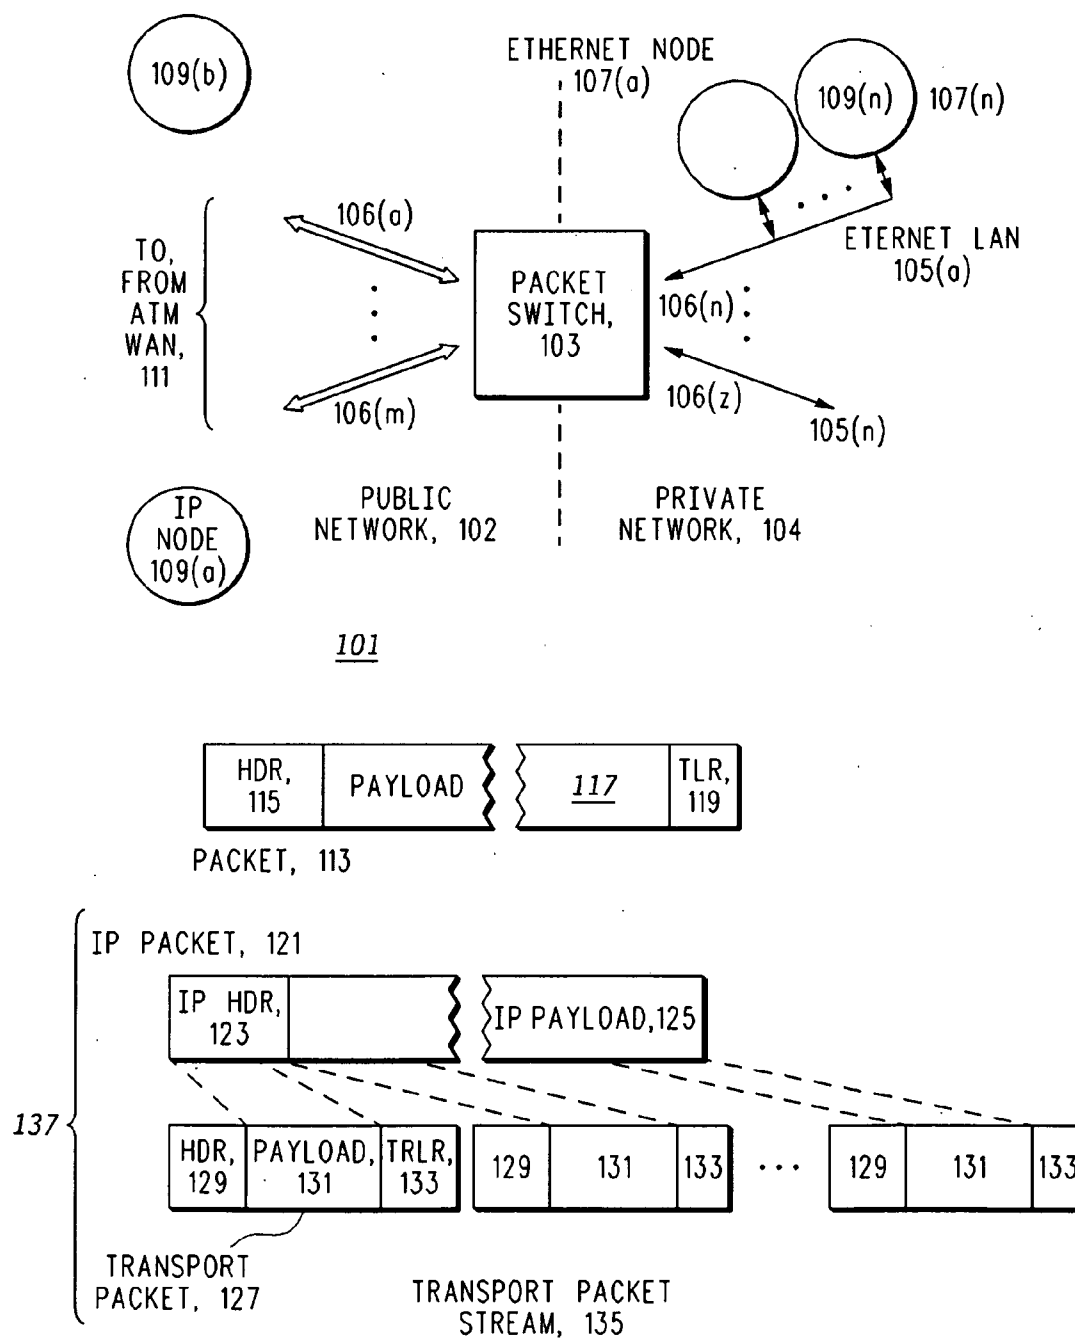 109(b)
ETHERNET NODE
107(a)
109(n)
107(n)
106(a)
TO,
FROM
ATM
WAN,
111
PACKET
SWITCH,
103
ETERNET LAN
105(a)
106(n)
106(m)
106(z)
105(n)
IP
NODE
109(a)
PUBLIC
NETWORK, 102
PRIVATE
NETWORK, 104
101
HDR,
115
PAYLOAD
117
TLR,
119
PACKET, 113
IP PACKET, 121
IP HDR,
123
IP PAYLOAD,125
137
HDR,
129
PAYLOAD,
131
TRLR,
133
129
131
133
129
131
133
TRANSPORT
PACKET, 127
TRANSPORT PACKET
STREAM, 135